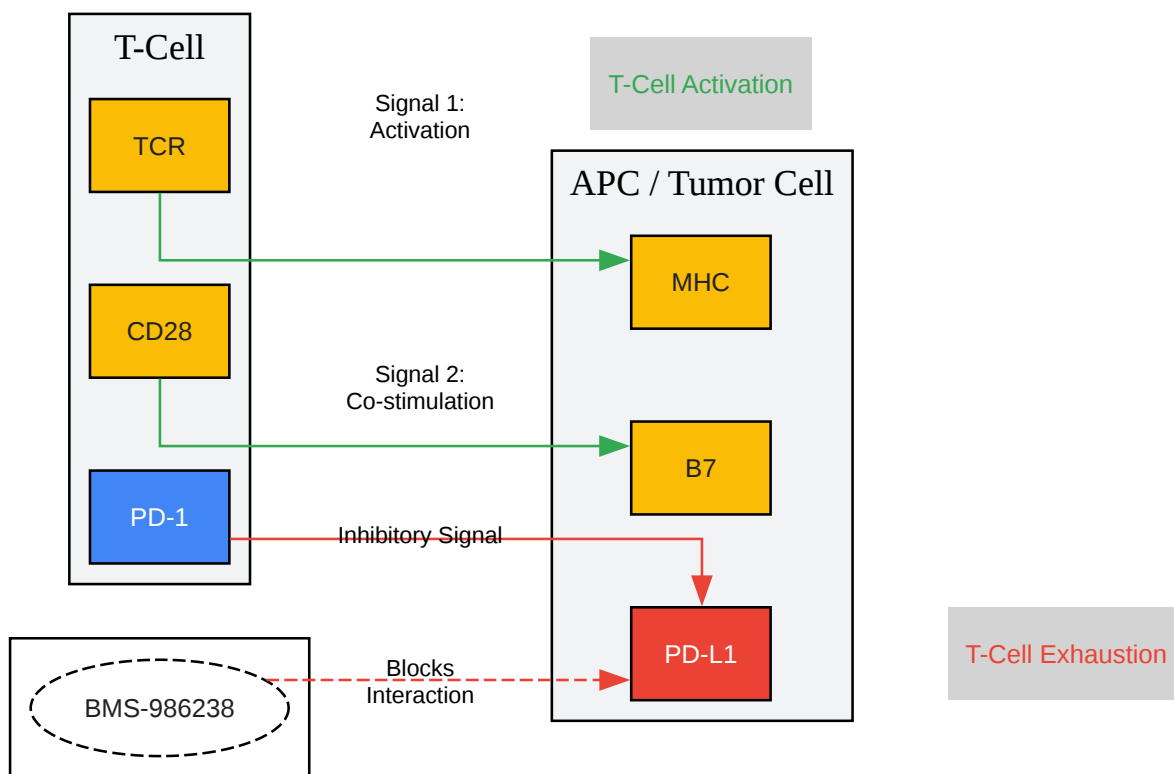 T-Cell
TCR
CD28
PD-1
Signal 1:
Activation
Signal 2:
Co-stimulation
Inhibitory Signal
Blocks
Interaction
BMS-986238
T-Cell Activation
APC / Tumor Cell
MHC
B7
PD-L1
T-Cell Exhaustion